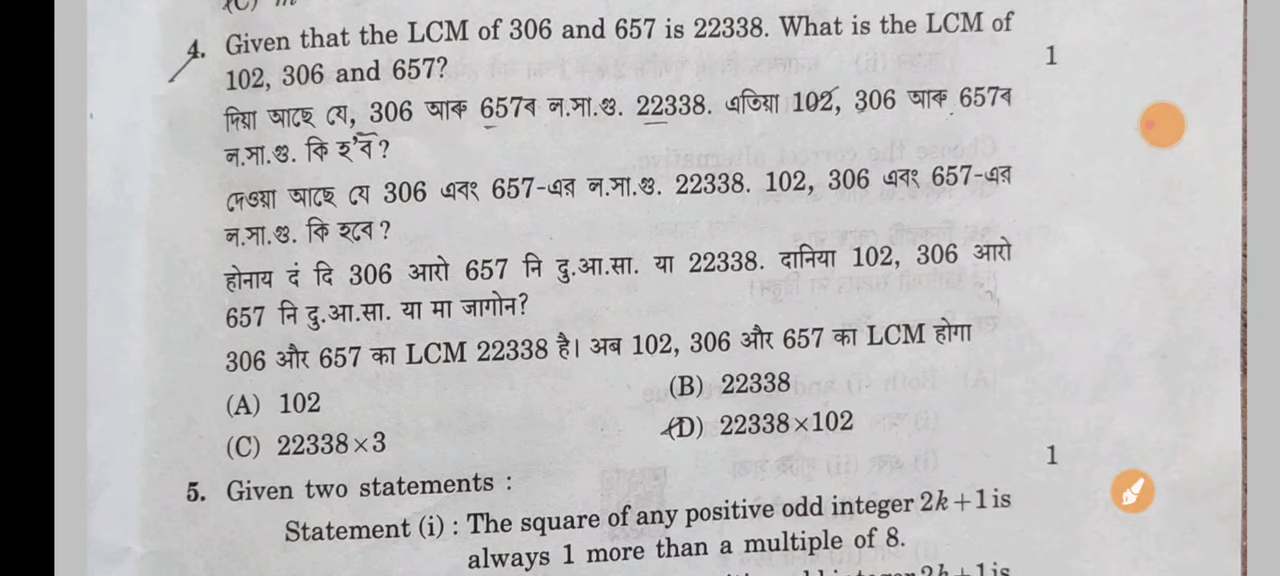 4. Given that the LCM of 306 and 657 is 22338. What is the LCM of
102, 306 and 657? 1
দিয়া আছে যে, 306 আৰু 657ৰ ল.সা.গু. 22338. এতিয়া 102, 306 আৰু 657ৰ
ল.সা.গু. কি হ'ব?
দেওয়া আছে যে 306 এবং 657-এর ল.সা.গু. 22338. 102, 306 এবং 657-এর
ল.সা.গু. কি হবে?
होनाय दं दि 306 आरो 657 नि दु.आ.सा. या 22338. दानिया 102, 306 आरो
657 नि दु.आ.सा. या मा जागोन?
306 और 657 का LCM 22338 है। अब 102, 306 और 657 का LCM होगा
(A) 102 (B) 22338
(C) 22338×3 (D) 22338×102
5. Given two statements : 1
Statement (i) : The square of any positive odd integer 2k+1 is
always 1 more than a multiple of 8.